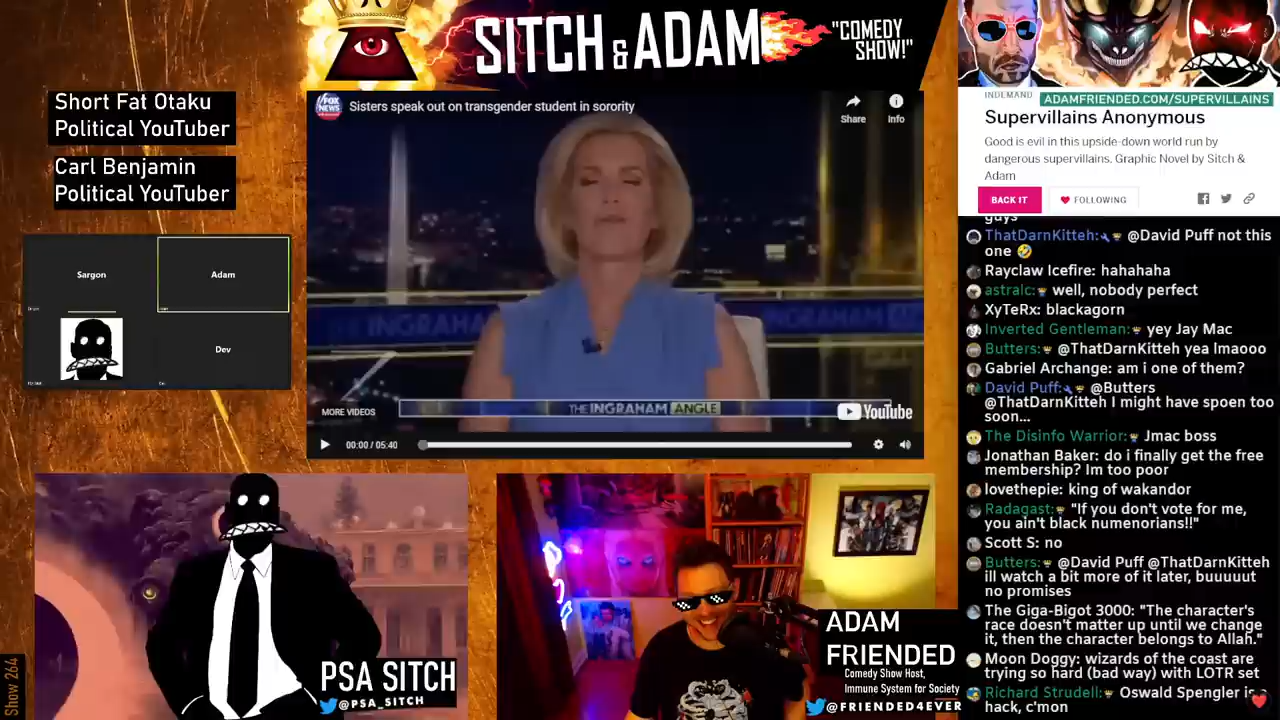 SITCH & ADAM
"COMEDY
SHOW!"
Short Fat Otaku
Political YouTuber
Carl Benjamin
Political YouTuber
Sargon
Adam
Dev
FOX
NEWS
Sisters speak out on transgender student in sorority
Share
Info
THE INGRAHAM ANGLE
MORE VIDEOS
YouTube
00:00 / 05:40
PSA SITCH
@PSA_SITCH
ADAM
FRIENDED
Comedy Show Host,
Immune System for Society
@FRIENDED4EVER
Show 264
INDEMAND
ADAMFRIENDED.COM/SUPERVILLAINS
Supervillains Anonymous
Good is evil in this upside-down world run by
dangerous supervillains. Graphic Novel by Sitch &
Adam
BACK IT
FOLLOWING
guys
ThatDarnKitteh: @David Puff not this
one 🤣
Rayclaw Icefire: hahahaha
astralc: well, nobody perfect
XyTeRx: blackagorn
Inverted Gentleman: yey Jay Mac
Butters: @ThatDarnKitteh yea lmaooo
Gabriel Archange: am i one of them?
David Puff: @Butters
@ThatDarnKitteh I might have spoen too
soon...
The Disinfo Warrior: Jmac boss
Jonathan Baker: do i finally get the free
membership? Im too poor
lovethepie: king of wakandor
Radagast: "If you don't vote for me,
you ain't black numenorians!!"
Scott S: no
Butters: @David Puff @ThatDarnKitteh
ill watch a bit more of it later, buuuuut
no promises
The Giga-Bigot 3000: "The character's
race doesn't matter up until we change
it, then the character belongs to Allah."
Moon Doggy: wizards of the coast are
trying so hard (bad way) with LOTR set
Richard Strudell: Oswald Spengler is a
hack, c'mon